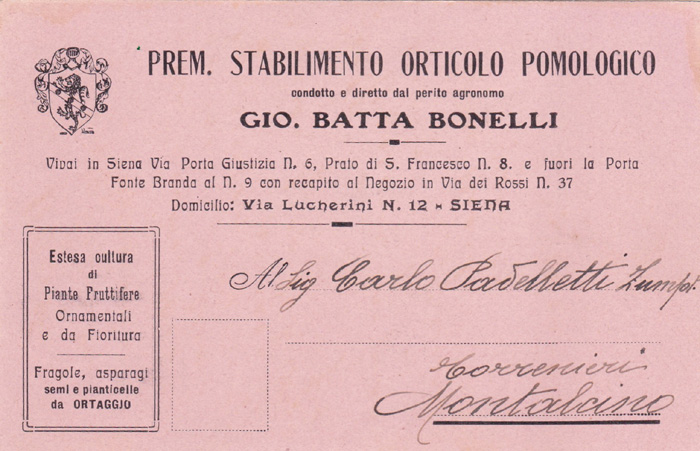 PREM. STABILIMENTO ORTICOLO POMOLOGICO
condotto e diretto dal perito agronomo
GIO. BATTA BONELLI
Vivai in Siena Via Porta Giustizia N. 6, Prato di S. Francesco N. 8. e fuori la Porta
Fonte Branda al N. 9 con recapito al Negozio in Via dei Rossi N. 37
Domicilio: Via Lucherini N. 12 - SIENA
Estesa oultura
di
Piante Fruttifere
Ornamentali
e da Fioritura
Fragole, asparagi
semi e pianticelle
da ORTAGGIO
Al Sig Carlo Padelletti
Torrenieri
Montalcino